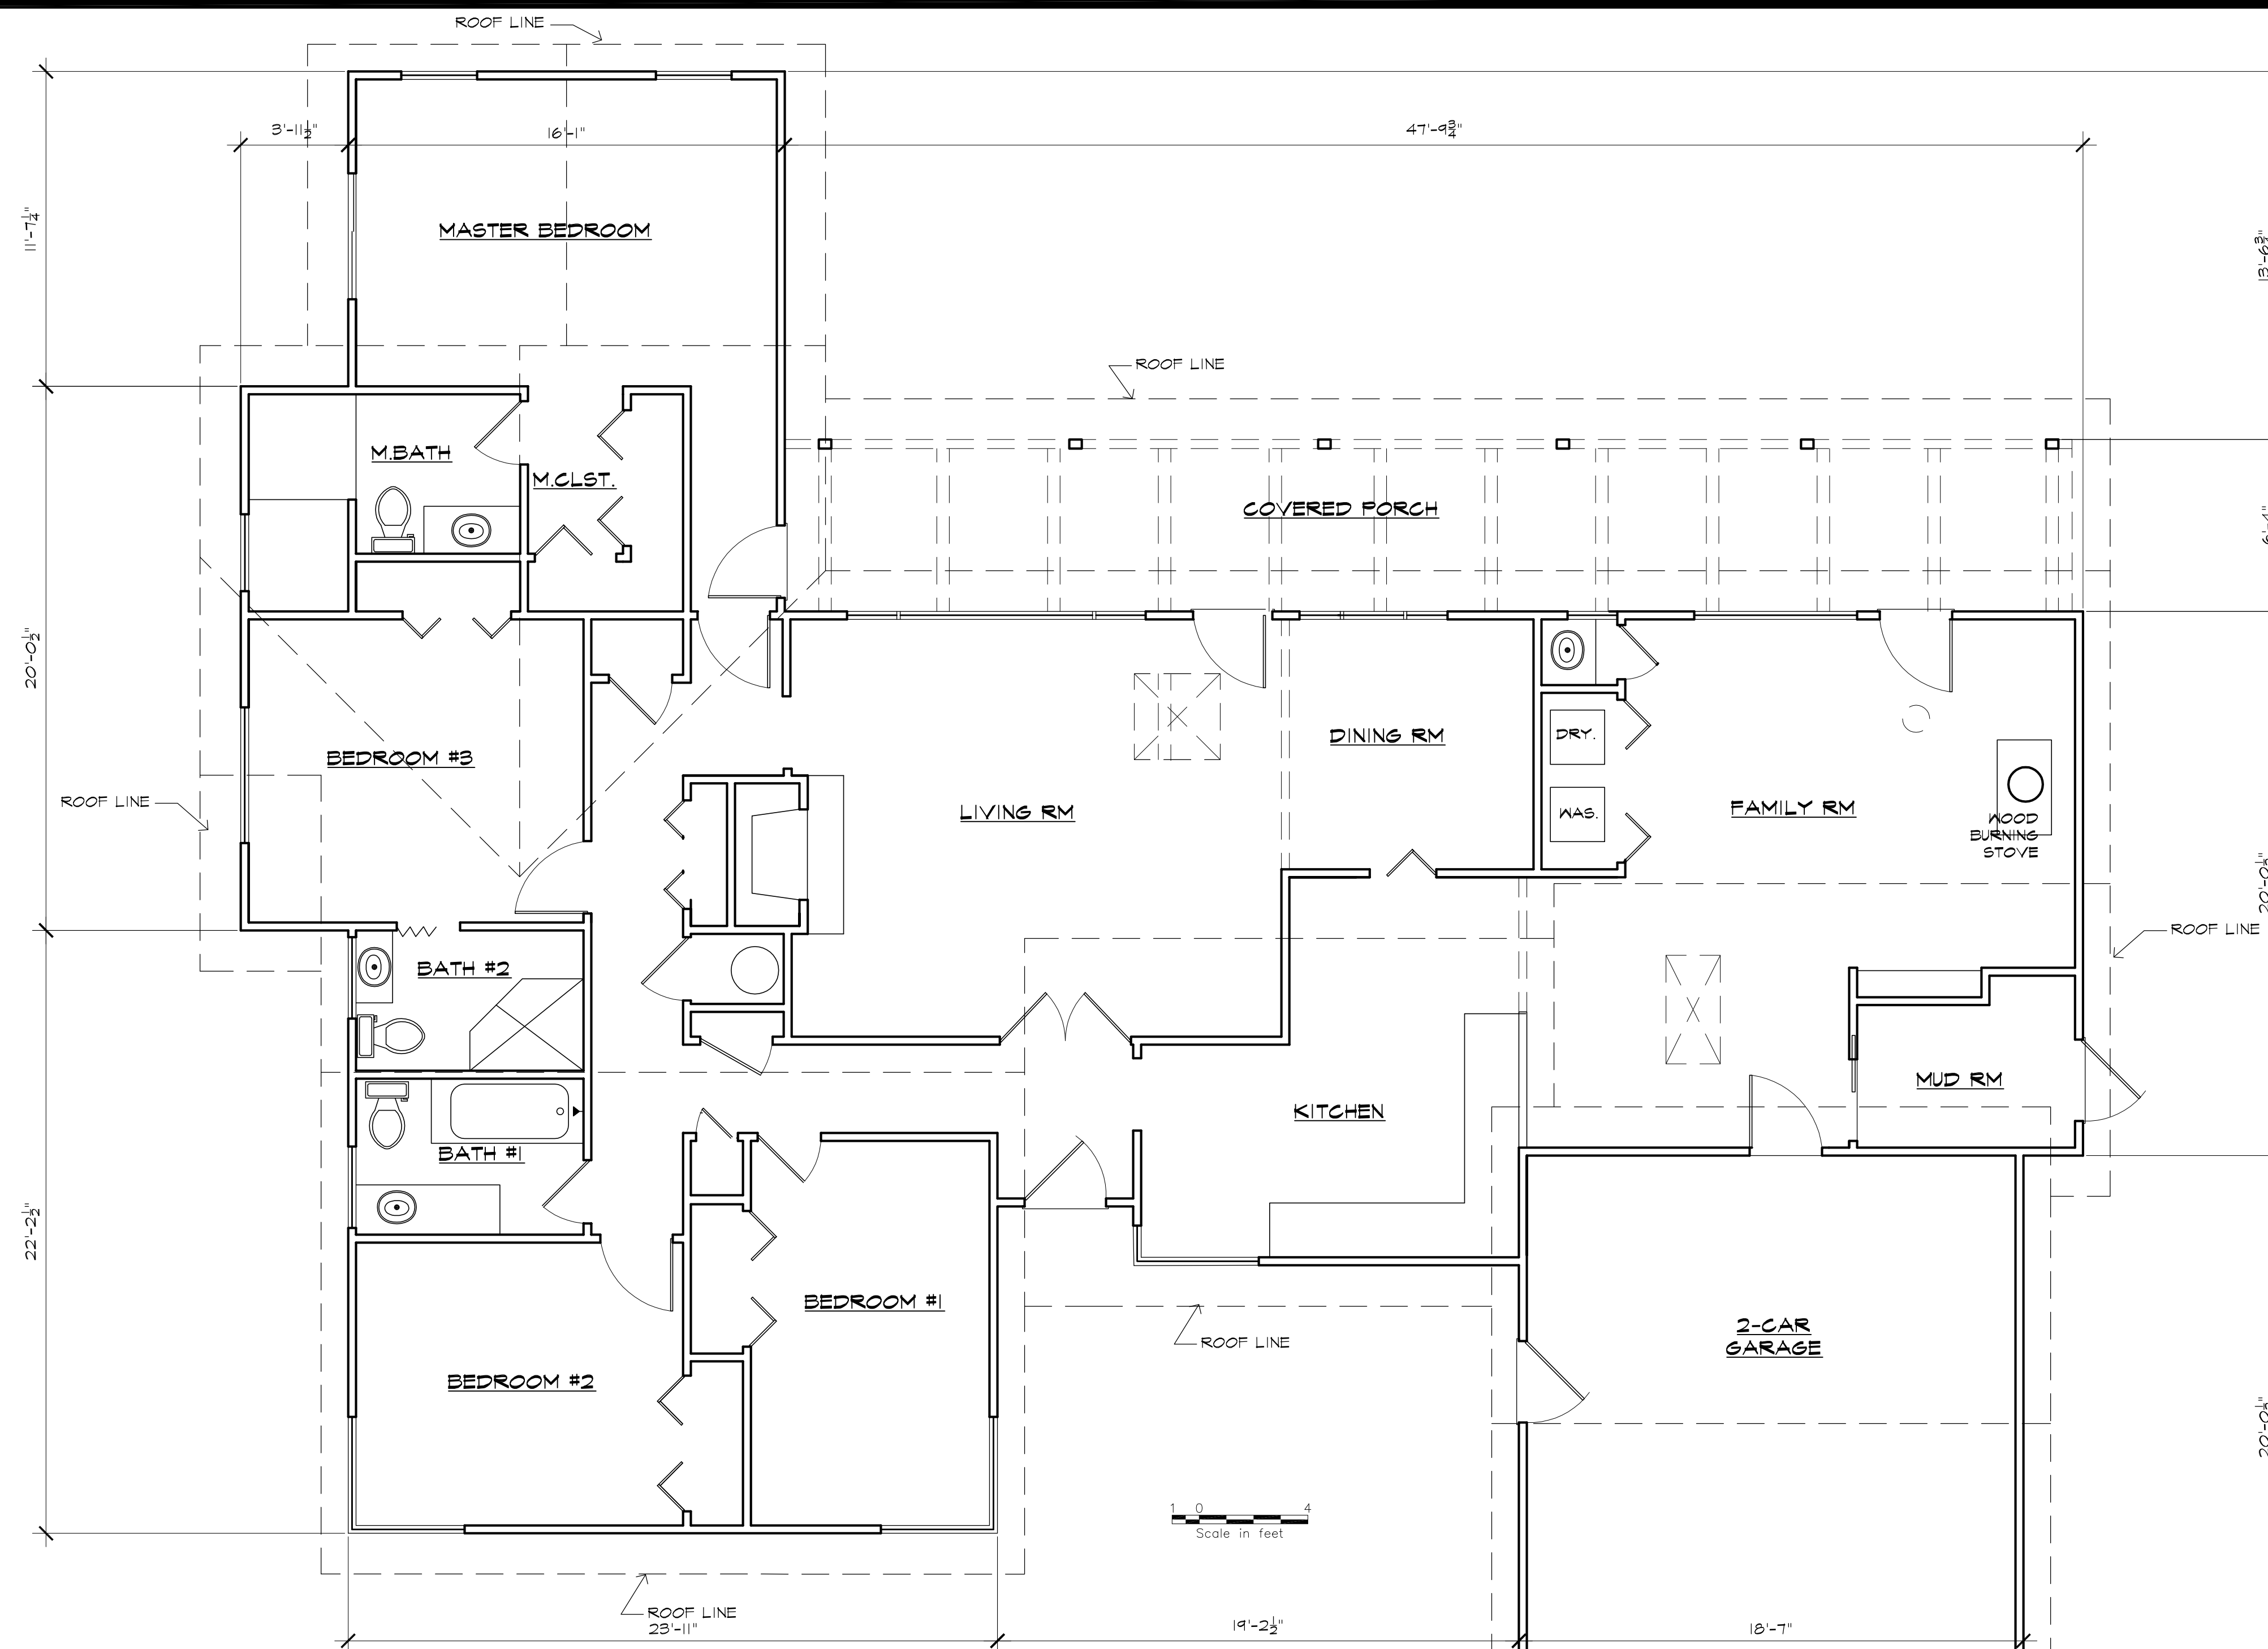 ROOF LINE
3'-11½"
16'-1"
47'-9¾"
11'-7¼"
MASTER BEDROOM
13'-6¾"
ROOF LINE
M.BATH
M.CLST.
COVERED PORCH
6'-4"
20'-0½"
BEDROOM #3
DINING RM
DRY.
ROOF LINE
LIVING RM
WAS.
FAMILY RM
WOOD
BURNING
STOVE
20'-0½"
ROOF LINE
BATH #2
MUD RM
KITCHEN
BATH #1
22'-2½"
BEDROOM #1
2-CAR
GARAGE
ROOF LINE
BEDROOM #2
20'-0½"
1 0 4
Scale in feet
ROOF LINE
23'-11"
19'-2½"
18'-7"